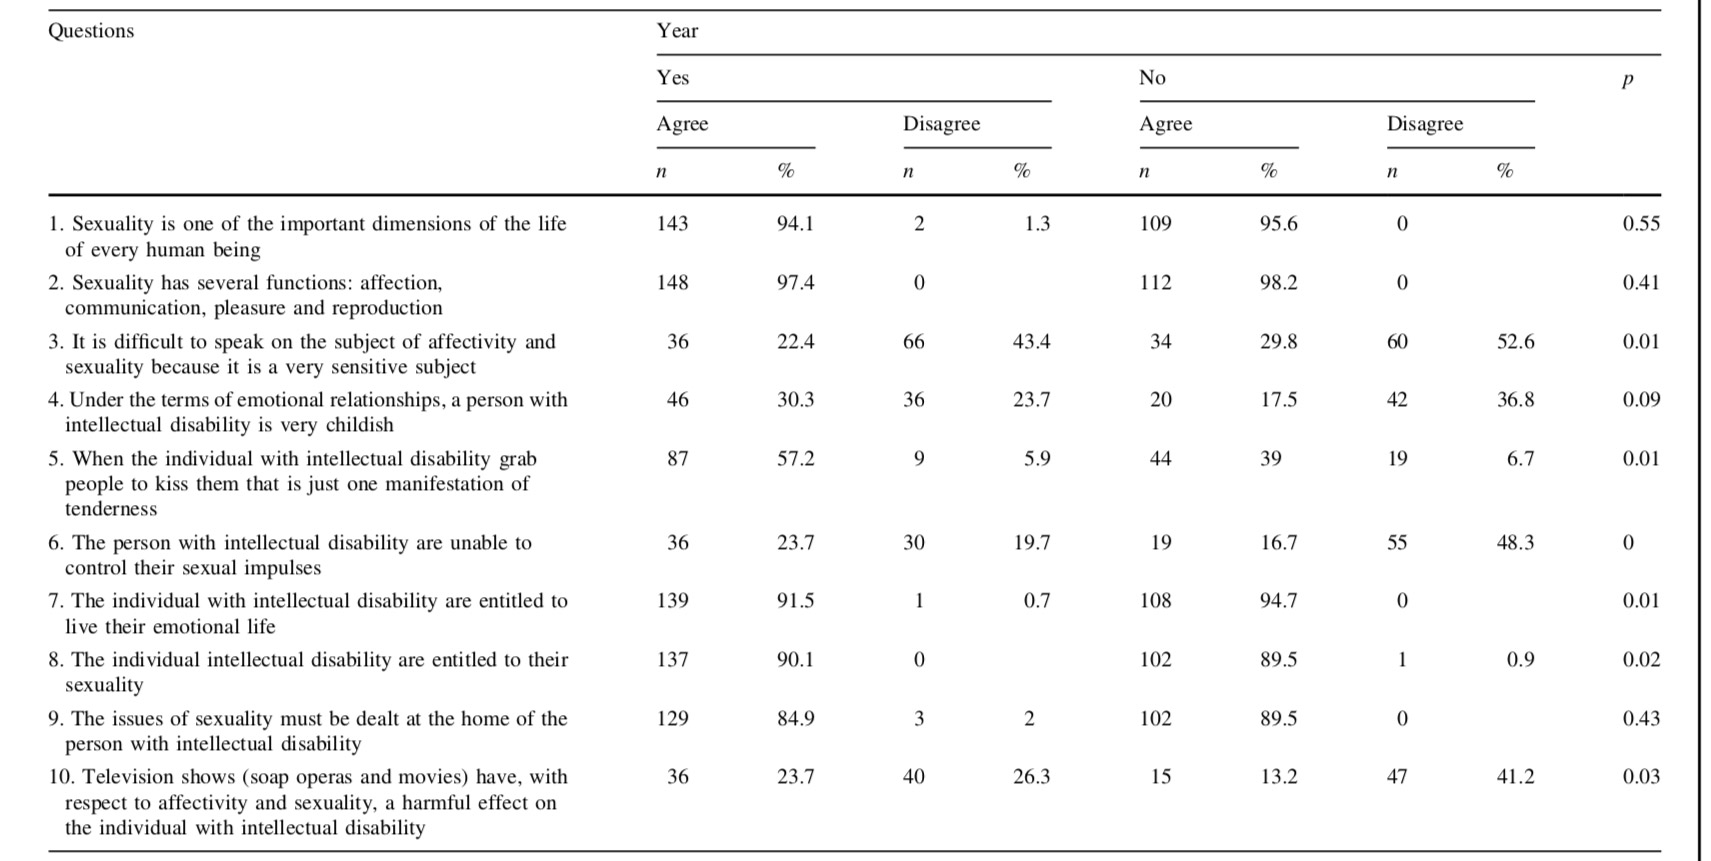 Questions Year
Yes No p
Agree Disagree Agree Disagree
n % n % n % n %
1. Sexuality is one of the important dimensions of the life 143 94.1 2 1.3 109 95.6 0 0.55
of every human being
2. Sexuality has several functions: affection, 148 97.4 0 112 98.2 0 0.41
communication, pleasure and reproduction
3. It is difficult to speak on the subject of affectivity and 36 22.4 66 43.4 34 29.8 60 52.6 0.01
sexuality because it is a very sensitive subject
4. Under the terms of emotional relationships, a person with 46 30.3 36 23.7 20 17.5 42 36.8 0.09
intellectual disability is very childish
5. When the individual with intellectual disability grab 87 57.2 9 5.9 44 39 19 6.7 0.01
people to kiss them that is just one manifestation of
tenderness
6. The person with intellectual disability are unable to 36 23.7 30 19.7 19 16.7 55 48.3 0
control their sexual impulses
7. The individual with intellectual disability are entitled to 139 91.5 1 0.7 108 94.7 0 0.01
live their emotional life
8. The individual intellectual disability are entitled to their 137 90.1 0 102 89.5 1 0.9 0.02
sexuality
9. The issues of sexuality must be dealt at the home of the 129 84.9 3 2 102 89.5 0 0.43
person with intellectual disability
10. Television shows (soap operas and movies) have, with 36 23.7 40 26.3 15 13.2 47 41.2 0.03
respect to affectivity and sexuality, a harmful effect on
the individual with intellectual disability